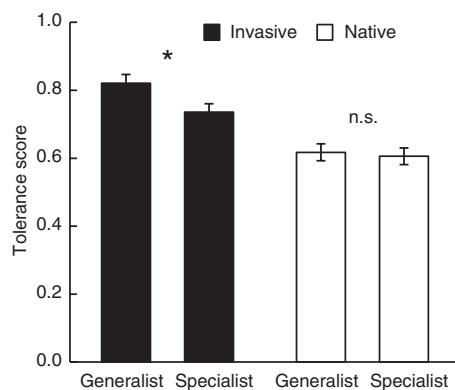 1.0
Invasive Native
*
0.8
n.s.
0.6
Tolerance score
0.4
0.2
0.0
Generalist Specialist Generalist Specialist